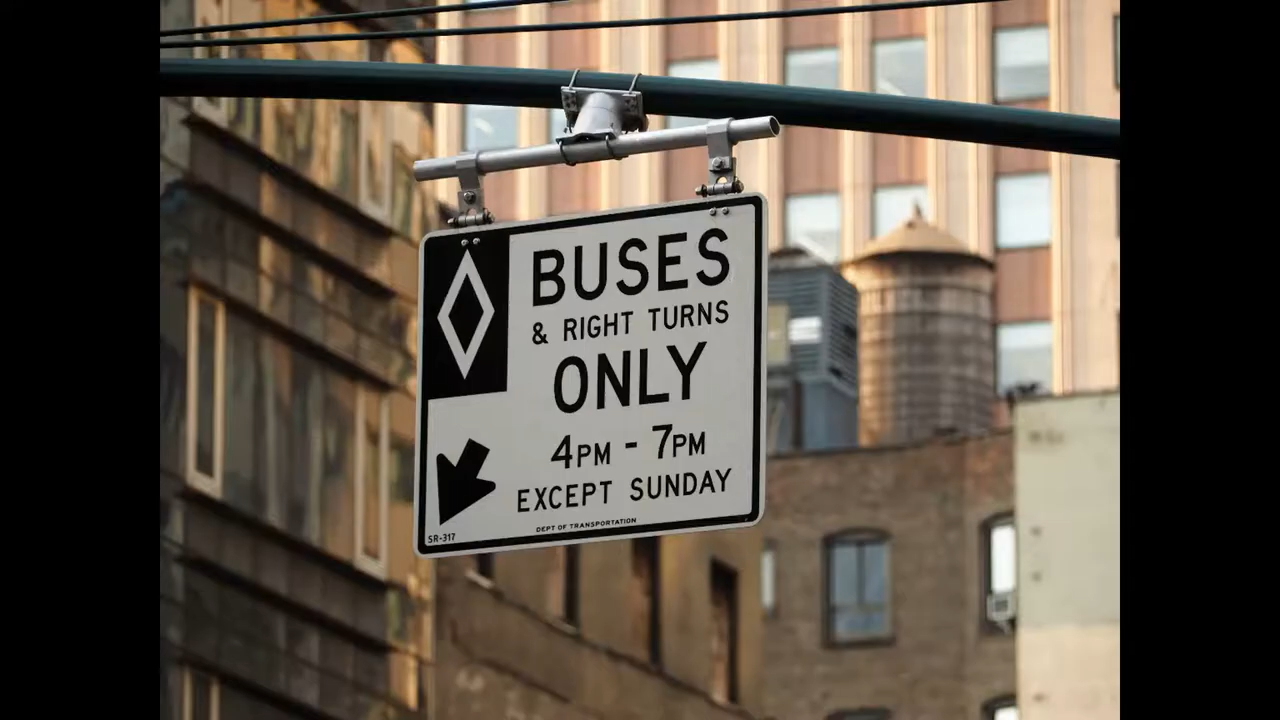 BUSES
& RIGHT TURNS
ONLY
4PM - 7PM
EXCEPT SUNDAY
DEPT OF TRANSPORTATION
SR-317